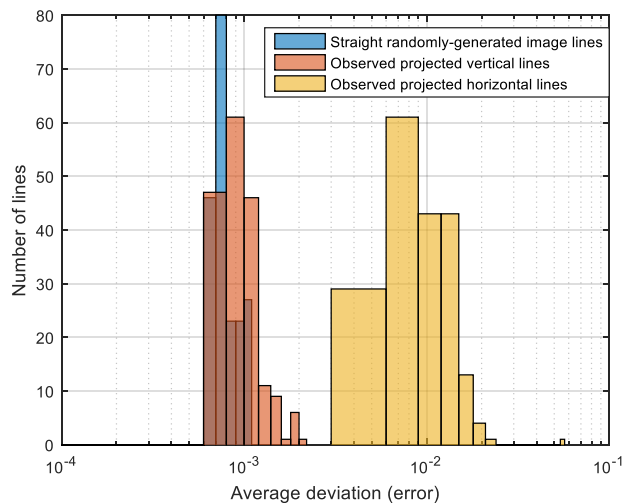 Number of lines
80
70
60
50
40
30
20
10
0
Straight randomly-generated image lines
Observed projected vertical lines
Observed projected horizontal lines
10^-4
10^-3
10^-2
10^-1
Average deviation (error)